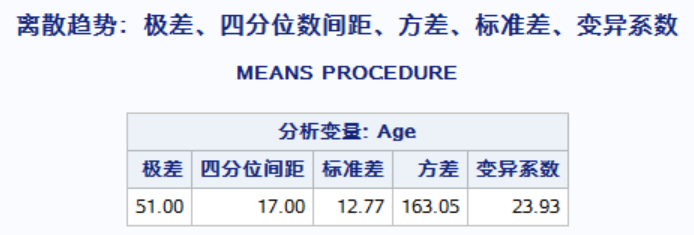 离散趋势：极差、四分位数间距、方差、标准差、变异系数
MEANS PROCEDURE
分析变量: Age
极差 四分位间距 标准差 方差 变异系数
51.00 17.00 12.77 163.05 23.93